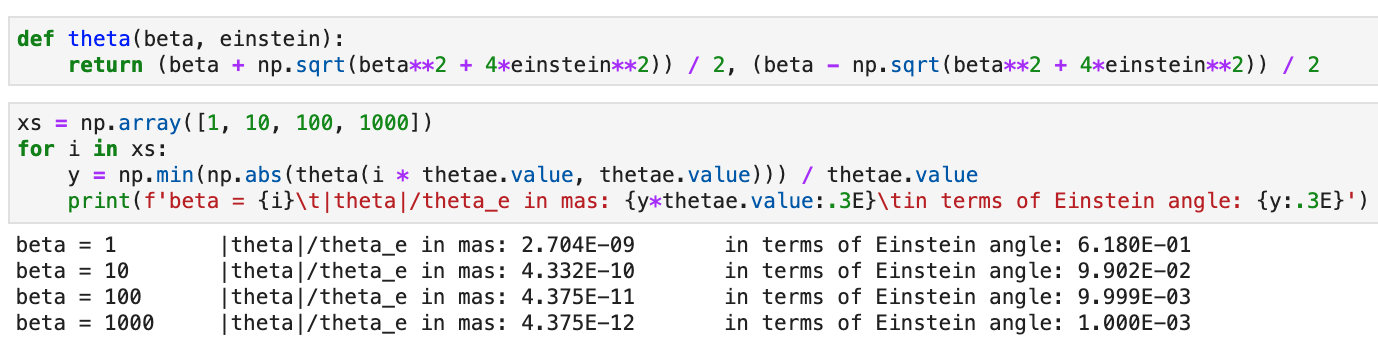 def theta(beta, einstein):
    return (beta + np.sqrt(beta**2 + 4*einstein**2)) / 2, (beta - np.sqrt(beta**2 + 4*einstein**2)) / 2
xs = np.array([1, 10, 100, 1000])
for i in xs:
    y = np.min(np.abs(theta(i * thetae.value, thetae.value))) / thetae.value
    print(f'beta = {i}\t|theta|/theta_e in mas: {y*thetae.value:.3E}\tin terms of Einstein angle: {y:.3E}')
beta = 1	|theta|/theta_e in mas: 2.704E-09	in terms of Einstein angle: 6.180E-01
beta = 10	|theta|/theta_e in mas: 4.332E-10	in terms of Einstein angle: 9.902E-02
beta = 100	|theta|/theta_e in mas: 4.375E-11	in terms of Einstein angle: 9.999E-03
beta = 1000	|theta|/theta_e in mas: 4.375E-12	in terms of Einstein angle: 1.000E-03